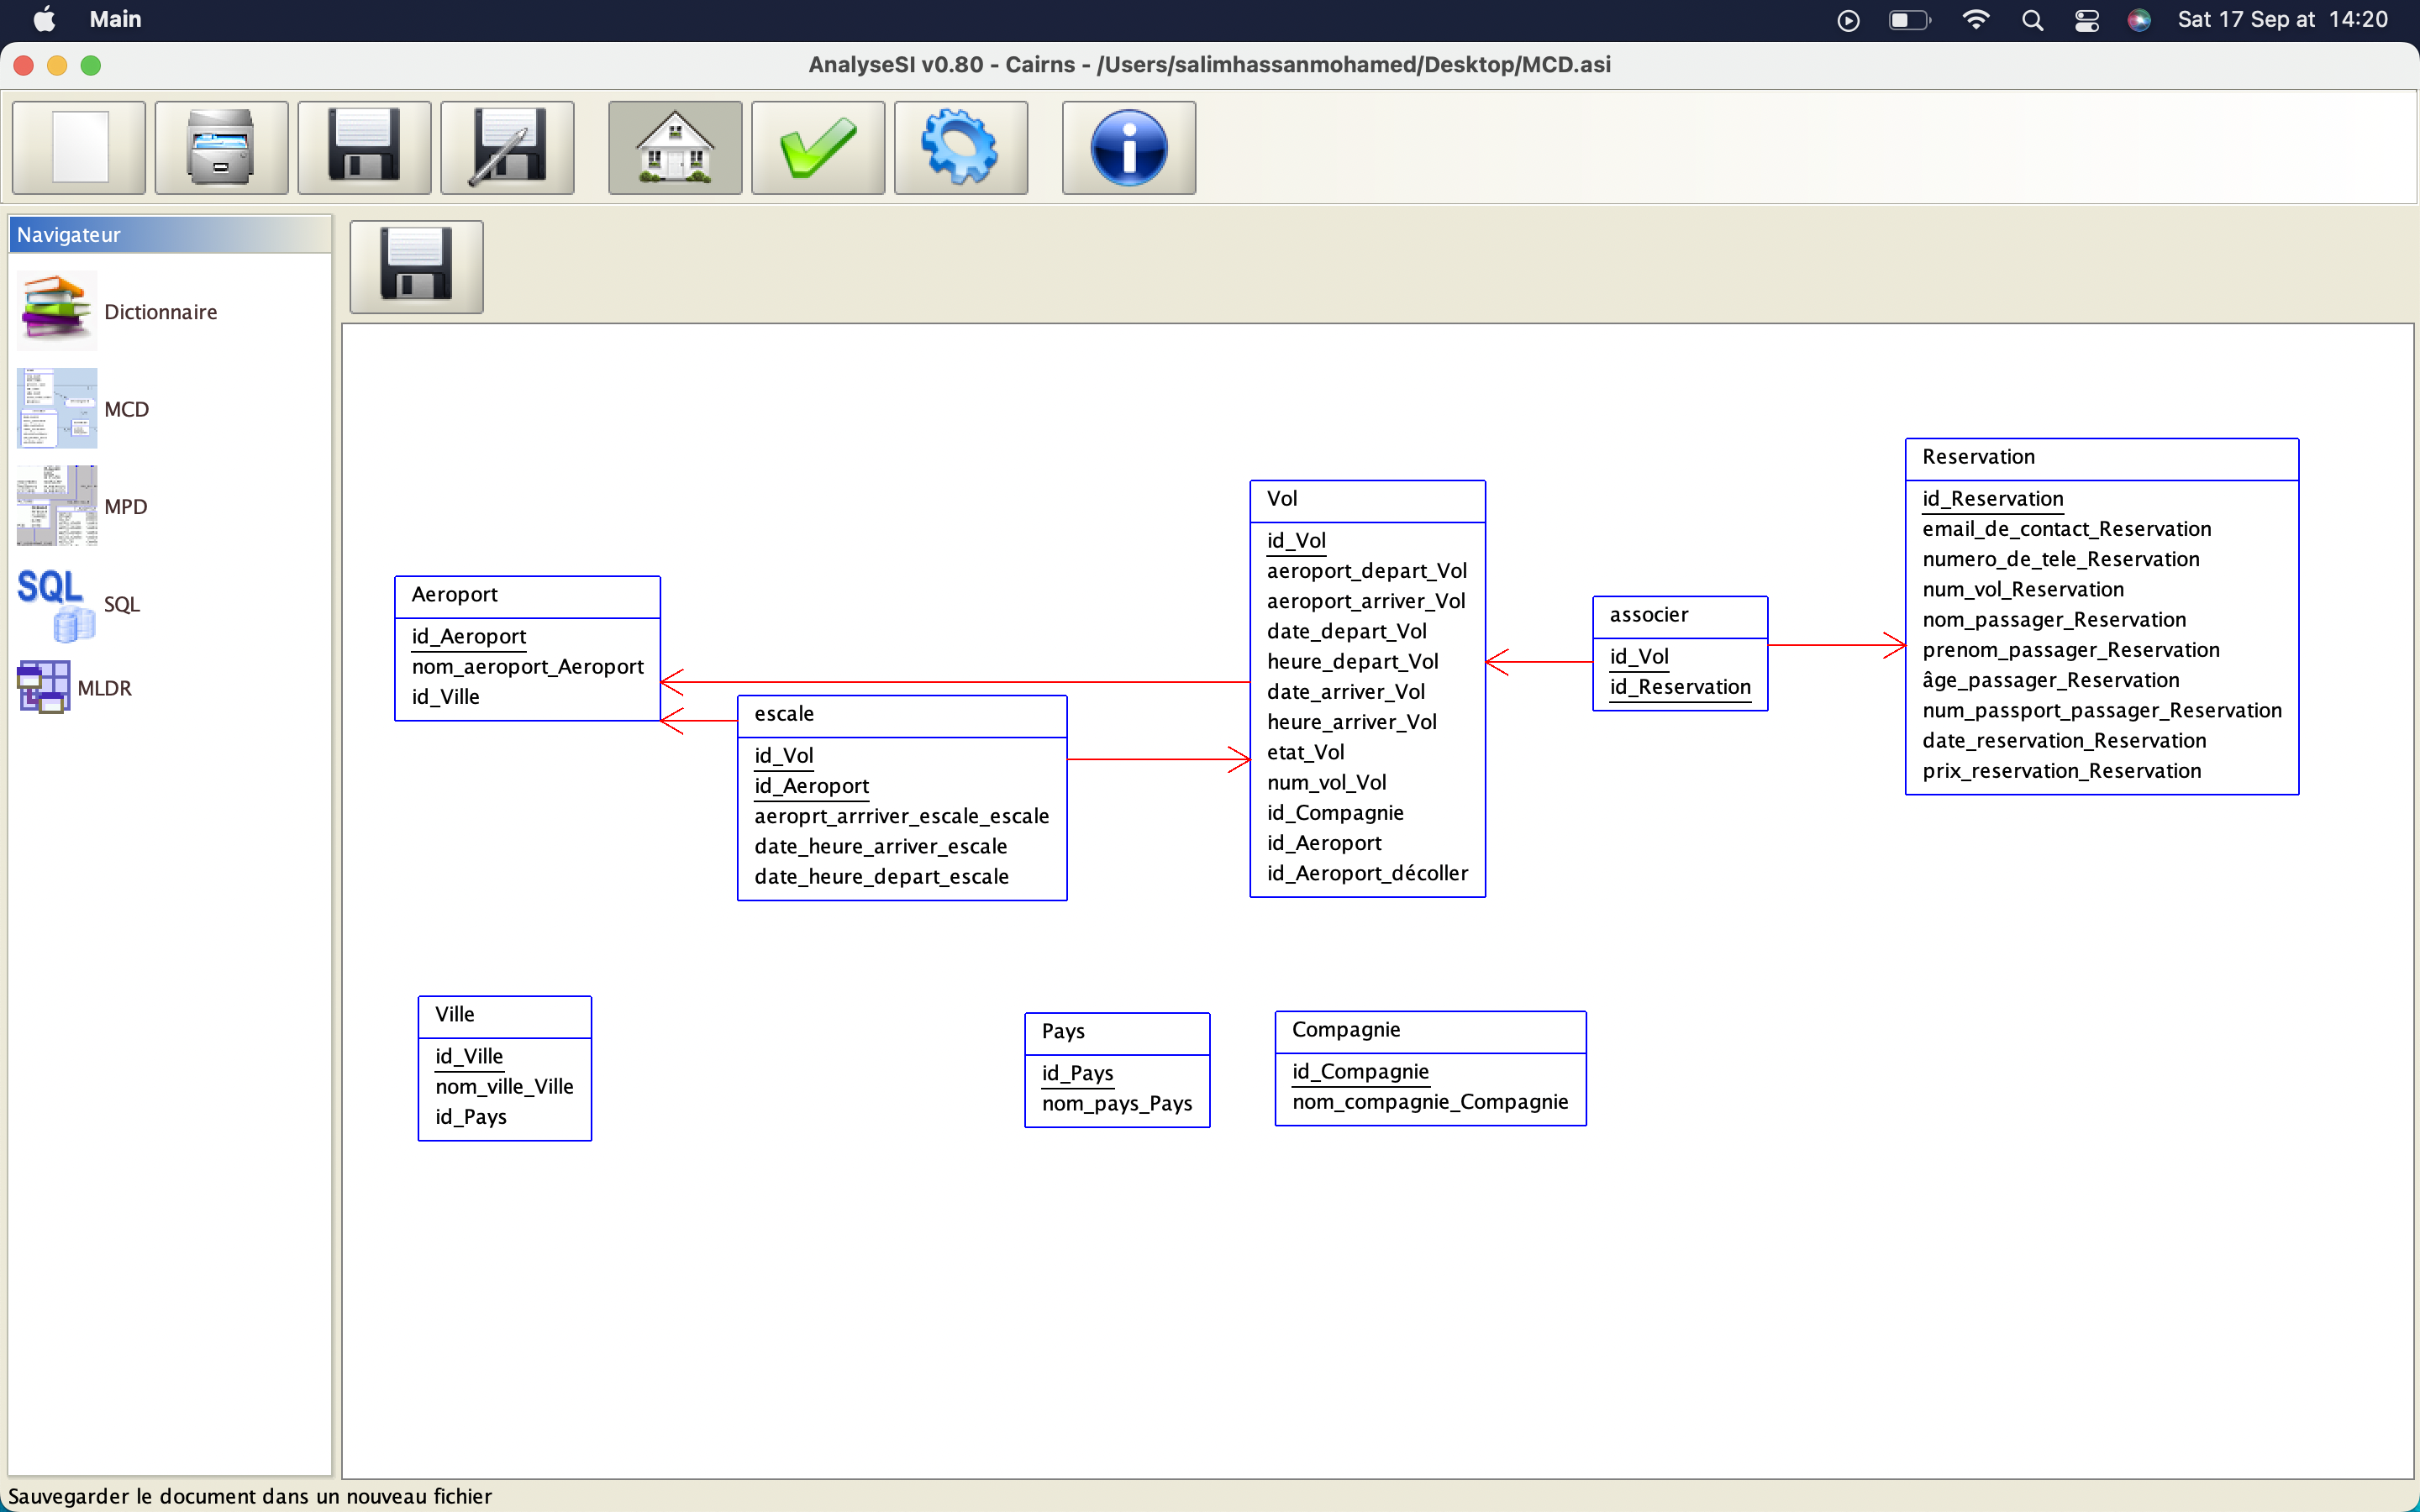 Main
Sat 17 Sep at 14:20
AnalyseSI v0.80 - Cairns - /Users/salimhassanmohamed/Desktop/MCD.asi
Navigateur
Dictionnaire
MCD
MPD
SQL
SQL
MLDR
Aeroport
id_Aeroport
nom_aeroport_Aeroport
id_Ville
escale
id_Vol
id_Aeroport
aeroprt_arrriver_escale_escale
date_heure_arriver_escale
date_heure_depart_escale
Vol
id_Vol
aeroport_depart_Vol
aeroport_arriver_Vol
date_depart_Vol
heure_depart_Vol
date_arriver_Vol
heure_arriver_Vol
etat_Vol
num_vol_Vol
id_Compagnie
id_Aeroport
id_Aeroport_décoller
associer
id_Vol
id_Reservation
Reservation
id_Reservation
email_de_contact_Reservation
numero_de_tele_Reservation
num_vol_Reservation
nom_passager_Reservation
prenom_passager_Reservation
âge_passager_Reservation
num_passport_passager_Reservation
date_reservation_Reservation
prix_reservation_Reservation
Ville
id_Ville
nom_ville_Ville
id_Pays
Pays
id_Pays
nom_pays_Pays
Compagnie
id_Compagnie
nom_compagnie_Compagnie
Sauvegarder le document dans un nouveau fichier